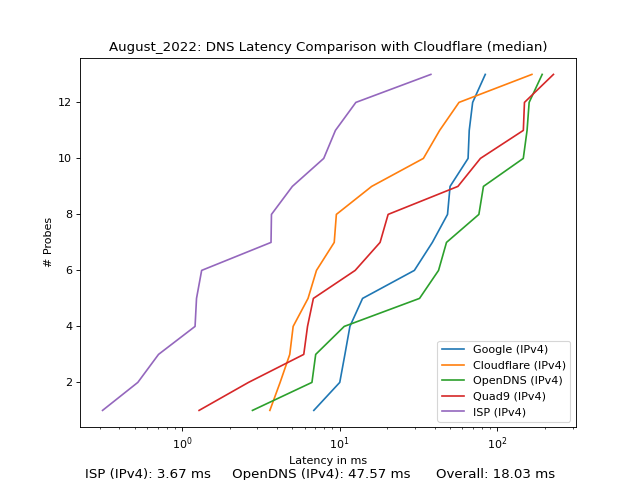 August_2022: DNS Latency Comparison with Cloudflare (median)
# Probes
12
10
8
6
4
2
Google (IPv4)
Cloudflare (IPv4)
OpenDNS (IPv4)
Quad9 (IPv4)
ISP (IPv4)
10⁰ 10¹ 10²
Latency in ms
ISP (IPv4): 3.67 ms OpenDNS (IPv4): 47.57 ms Overall: 18.03 ms